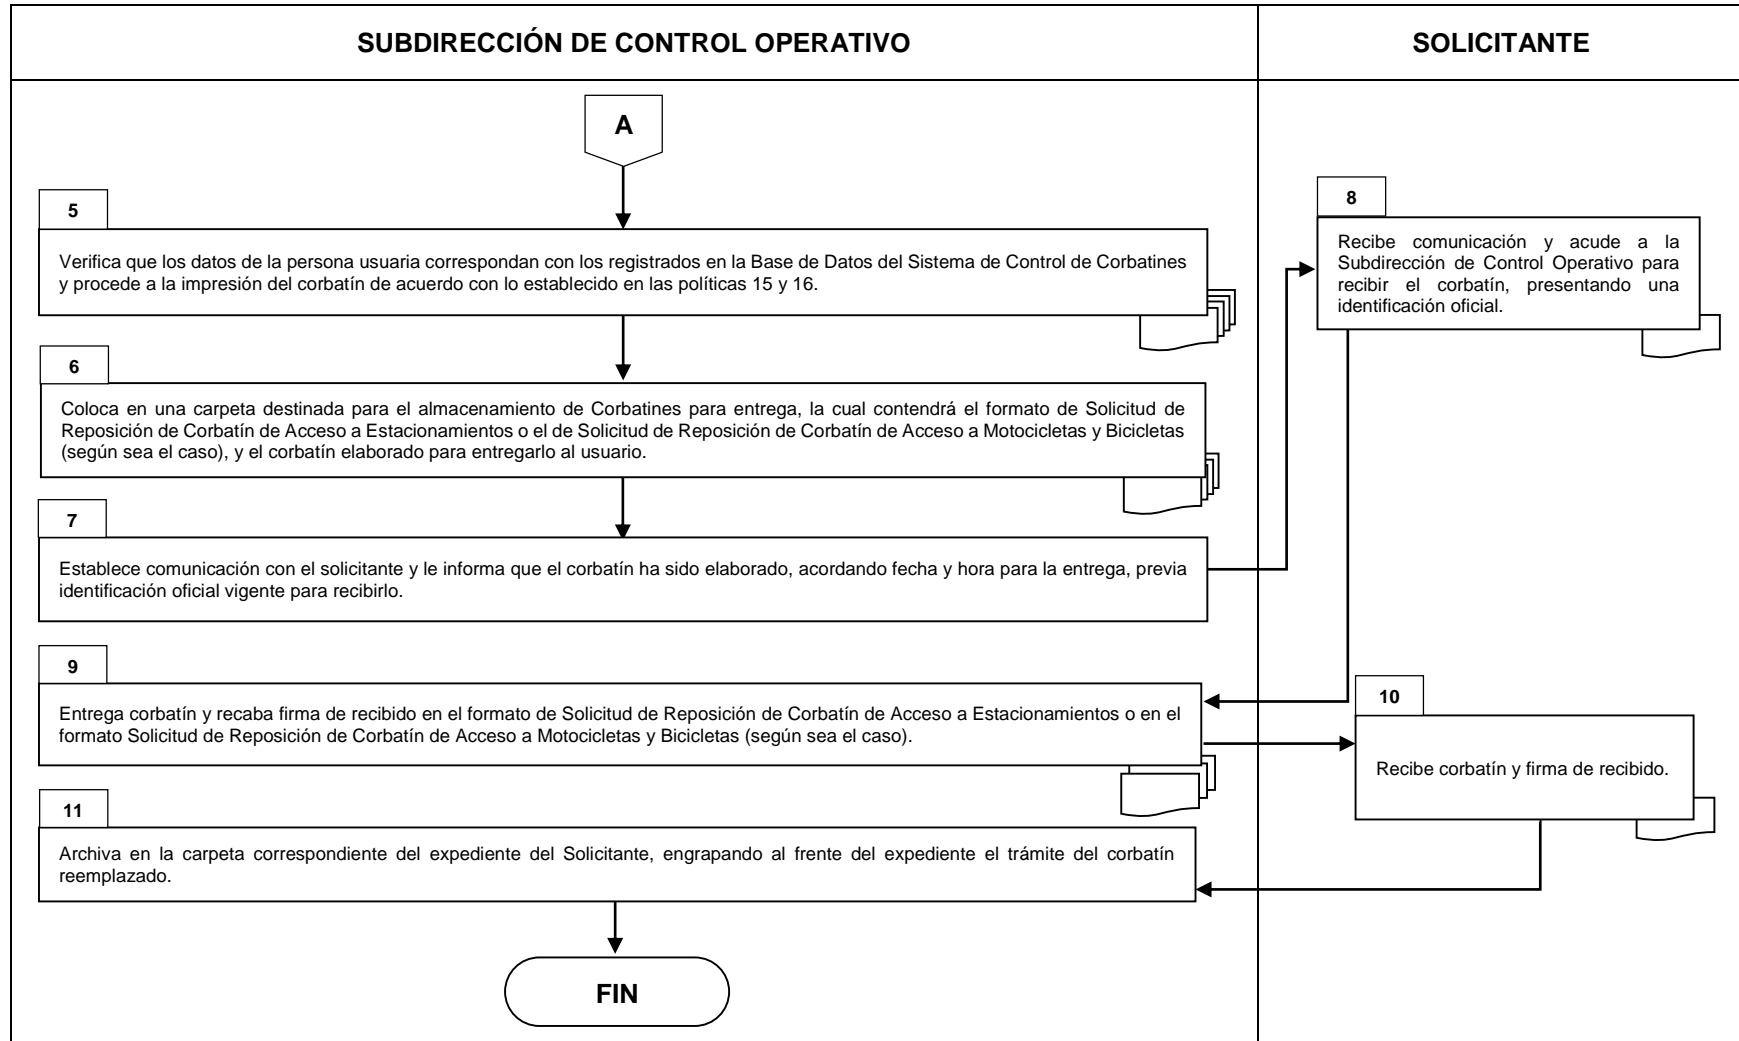 SUBDIRECCIÓN DE CONTROL OPERATIVO
SOLICITANTE
A
5
Verifica que los datos de la persona usuaria correspondan con los registrados en la Base de Datos del Sistema de Control de Corbatines
y procede a la impresión del corbatín de acuerdo con lo establecido en las políticas 15 y 16.
6
Coloca en una carpeta destinada para el almacenamiento de Corbatines para entrega, la cual contendrá el formato de Solicitud de
Reposición de Corbatín de Acceso a Estacionamientos o el de Solicitud de Reposición de Corbatín de Acceso a Motocicletas y Bicicletas
(según sea el caso), y el corbatín elaborado para entregarlo al usuario.
7
Establece comunicación con el solicitante y le informa que el corbatín ha sido elaborado, acordando fecha y hora para la entrega, previa
identificación oficial vigente para recibirlo.
8
Recibe comunicación y acude a la
Subdirección de Control Operativo para
recibir el corbatín, presentando una
identificación oficial.
9
Entrega corbatín y recaba firma de recibido en el formato de Solicitud de Reposición de Corbatín de Acceso a Estacionamientos o en el
formato Solicitud de Reposición de Corbatín de Acceso a Motocicletas y Bicicletas (según sea el caso).
10
Recibe corbatín y firma de recibido.
11
Archiva en la carpeta correspondiente del expediente del Solicitante, engrapando al frente del expediente el trámite del corbatín
reemplazado.
FIN